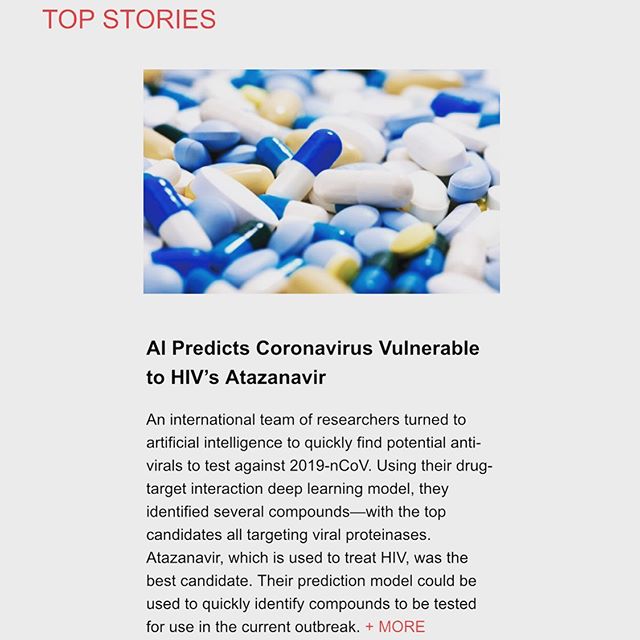 TOP STORIES
AI Predicts Coronavirus Vulnerable
to HIV’s Atazanavir
An international team of researchers turned to
artificial intelligence to quickly find potential anti-
virals to test against 2019-nCoV. Using their drug-
target interaction deep learning model, they
identified several compounds—with the top
candidates all targeting viral proteinases.
Atazanavir, which is used to treat HIV, was the
best candidate. Their prediction model could be
used to quickly identify compounds to be tested
for use in the current outbreak. + MORE